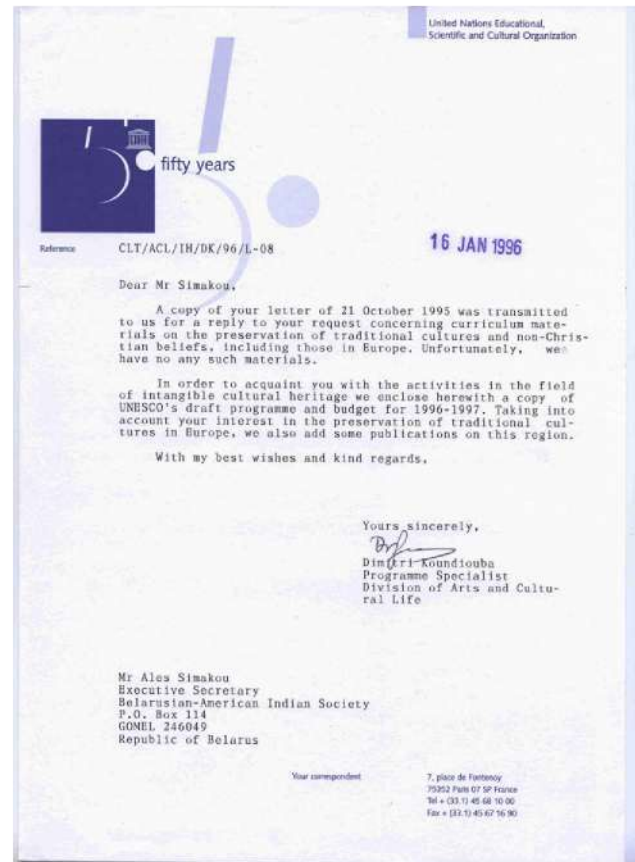 United Nations Educational,
Scientific and Cultural Organization
fifty years
Reference
CLT/ACL/IH/DK/96/L-08
16 JAN 1996
Dear Mr Simakou,
A copy of your letter of 21 October 1995 was transmitted
to us for a reply to your request concerning curriculum mate-
rials on the preservation of traditional cultures and non-Chris-
tian beliefs, including those in Europe. Unfortunately, we
have no any such materials.
In order to acquaint you with the activities in the field
of intangible cultural heritage we enclose herewith a copy of
UNESCO's draft programme and budget for 1996-1997. Taking into
account your interest in the preservation of traditional cul-
tures in Europe, we also add some publications on this region.
With my best wishes and kind regards,
Yours sincerely,
Dimitri Koundiouba
Programme Specialist
Division of Arts and Cultu-
ral Life
Mr Ales Simakou
Executive Secretary
Belarusian-American Indian Society
P.O. Box 114
GOMEL 246049
Republic of Belarus
Your correspondent
7, place de Fontenoy
75352 Paris 07 SP France
Tel + (33.1) 45 68 10 00
Fax + (33.1) 45 67 16 90